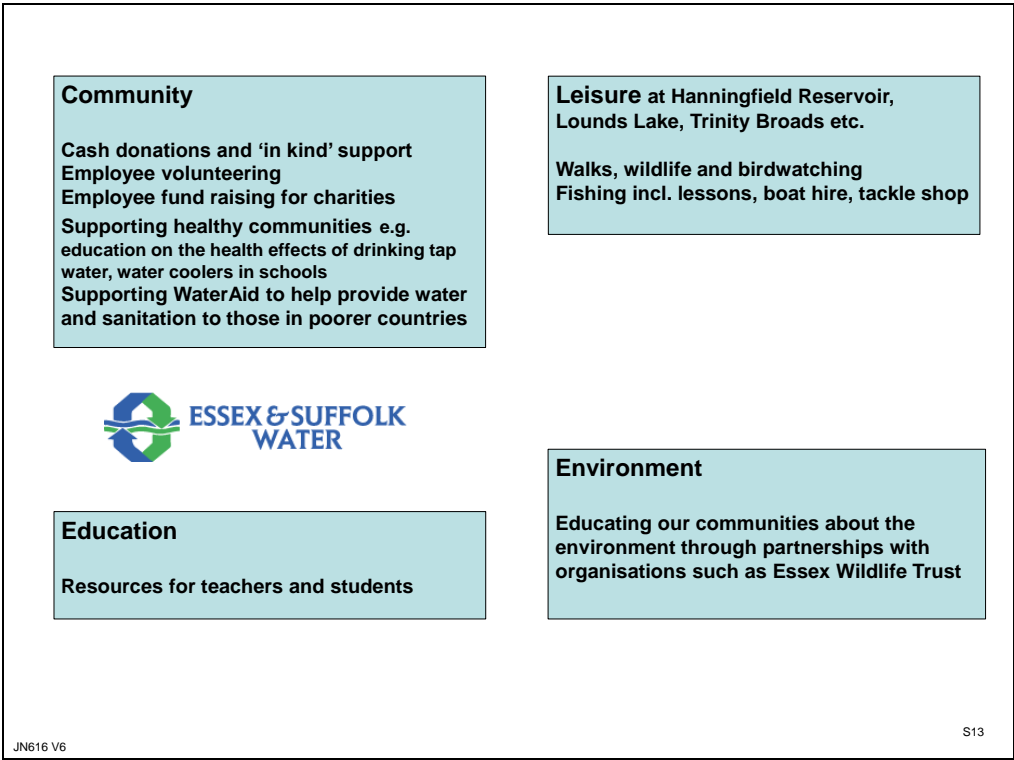 Community
Cash donations and ‘in kind’ support
Employee volunteering
Employee fund raising for charities
Supporting healthy communities e.g.
education on the health effects of drinking tap
water, water coolers in schools
Supporting WaterAid to help provide water
and sanitation to those in poorer countries
Leisure at Hanningfield Reservoir,
Lounds Lake, Trinity Broads etc.
Walks, wildlife and birdwatching
Fishing incl. lessons, boat hire, tackle shop
ESSEX & SUFFOLK
WATER
Education
Resources for teachers and students
Environment
Educating our communities about the
environment through partnerships with
organisations such as Essex Wildlife Trust
S13
JN616 V6